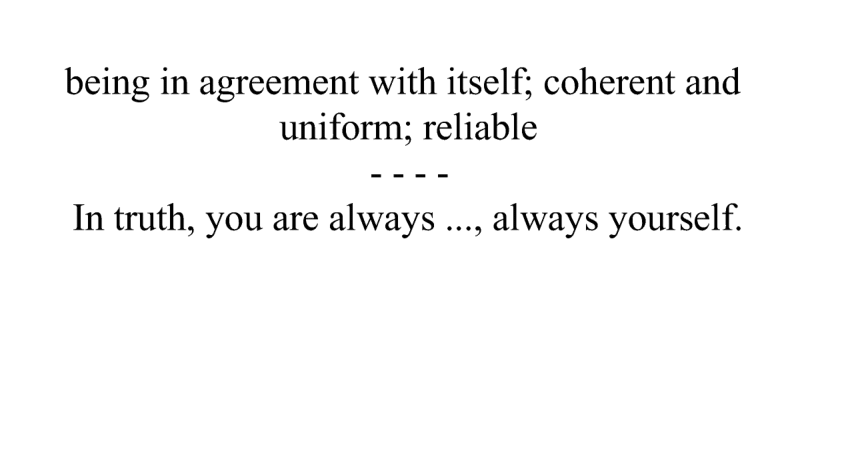 being in agreement with itself; coherent and
uniform; reliable
- - - -
In truth, you are always ..., always yourself.